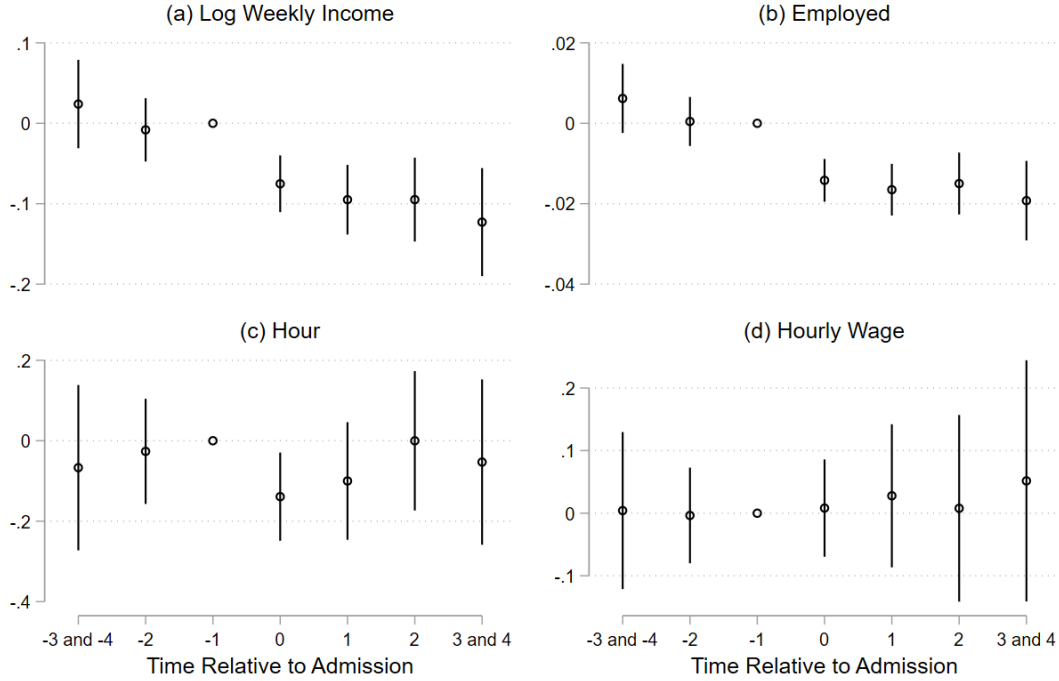 (a) Log Weekly Income
.1
0
-.1
-.2
(b) Employed
.02
0
-.02
-.04
(c) Hour
.2
0
-.2
-.4
-3 and -4 -2 -1 0 1 2 3 and 4
Time Relative to Admission
(d) Hourly Wage
.2
.1
0
-.1
-3 and -4 -2 -1 0 1 2 3 and 4
Time Relative to Admission